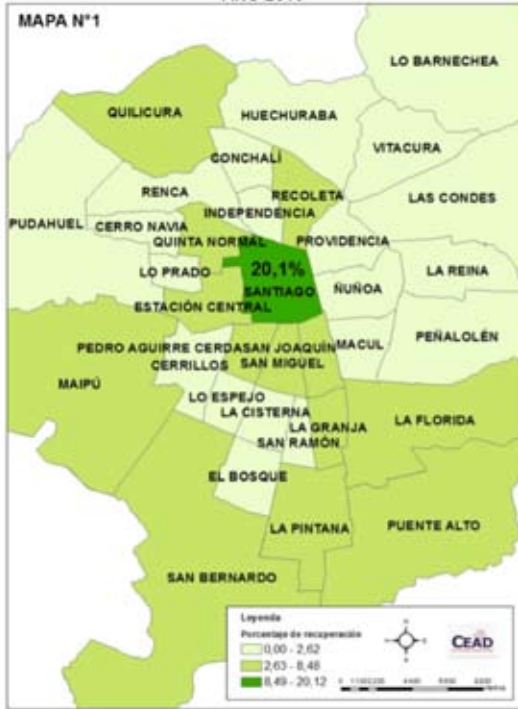 MAPA N°1
LO BARNECHEA
QUILICURA
HUECHURABA
CONCHALÍ
VITACURA
RENCA
RECOLETA
LAS CONDES
INDEPENDENCIA
PUDAHUEL
CERRO NAVIA
QUINTA NORMAL
PROVIDENCIA
LO PRADO
20,1%
SANTIAGO
ÑUÑOA
LA REINA
ESTACIÓN CENTRAL
PEDRO AGUIRRE CERDA
SAN JOAQUÍN
MACUL
PEÑALOLÉN
CERRILLOS
SAN MIGUEL
MAIPÚ
LO ESPEJO
LA CISTERNA
LA GRANJA
LA FLORIDA
SAN RAMÓN
EL BOSQUE
LA PINTANA
PUENTE ALTO
SAN BERNARDO
Leyenda
Porcentaje de recuperación
0,00 - 2,62
2,63 - 8,48
8,49 - 20,12
CEAD